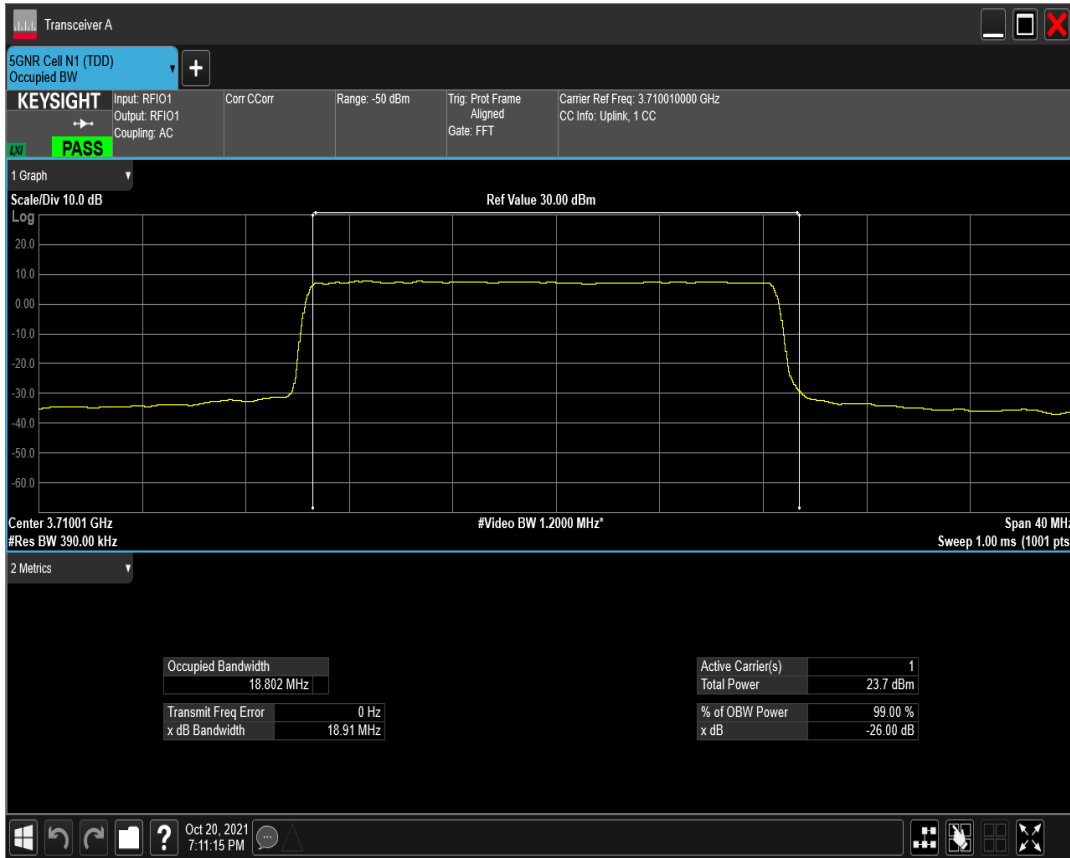 Transceiver A
5GNR Cell N1 (TDD)
Occupied BW
+
KEYSIGHT
LXI
PASS
Input: RFIO1
Output: RFIO1
Coupling: AC
Corr CCorr
Range: -50 dBm
Trig: Prot Frame
Aligned
Gate: FFT
Carrier Ref Freq: 3.710010000 GHz
CC Info: Uplink, 1 CC
1 Graph
Scale/Div 10.0 dB
Ref Value 30.00 dBm
Log
20.0
10.0
0.00
-10.0
-20.0
-30.0
-40.0
-50.0
-60.0
Center 3.71001 GHz
#Video BW 1.2000 MHz*
Span 40 MHz
#Res BW 390.00 kHz
Sweep 1.00 ms (1001 pts
2 Metrics
Occupied Bandwidth
18.802 MHz
Transmit Freq Error 0 Hz
x dB Bandwidth 18.91 MHz
Active Carrier(s) 1
Total Power 23.7 dBm
% of OBW Power 99.00 %
x dB -26.00 dB
?
Oct 20, 2021
7:11:15 PM